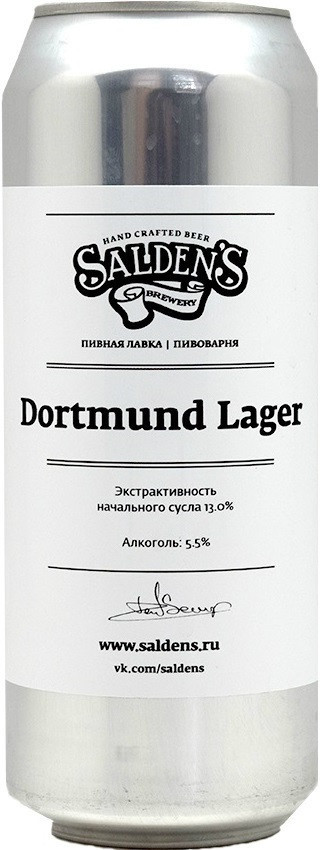 HAND CRAFTED BEER
SALDEN'S
BREWERY
ПИВНАЯ ЛАВКА | ПИВОВАРНЯ
Dortmund Lager
Экстрактивность
начального сусла 13.0%
Алкоголь: 5.5%
www.saldens.ru
vk.com/saldens